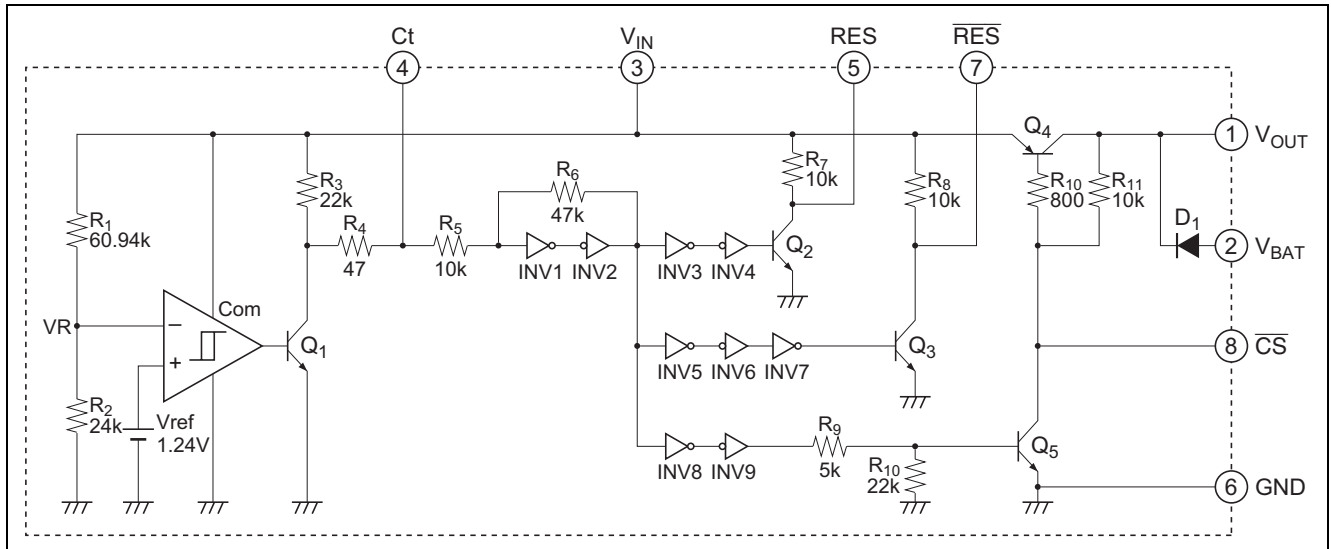 Ct
4
V_IN
3
RES
5
R̅E̅S̅
7
Q4
1
V_OUT
R3
22k
R7
10k
R8
10k
R10
800
R11
10k
R1
60.94k
R6
47k
R4
47
R5
10k
INV1
INV2
INV3
INV4
Q2
D1
2
V_BAT
Com
VR
−
+
Q1
INV5
INV6
INV7
Q3
8
C̅S̅
R2
24k
Vref
1.24V
INV8
INV9
R9
5k
R10
22k
Q5
6
GND